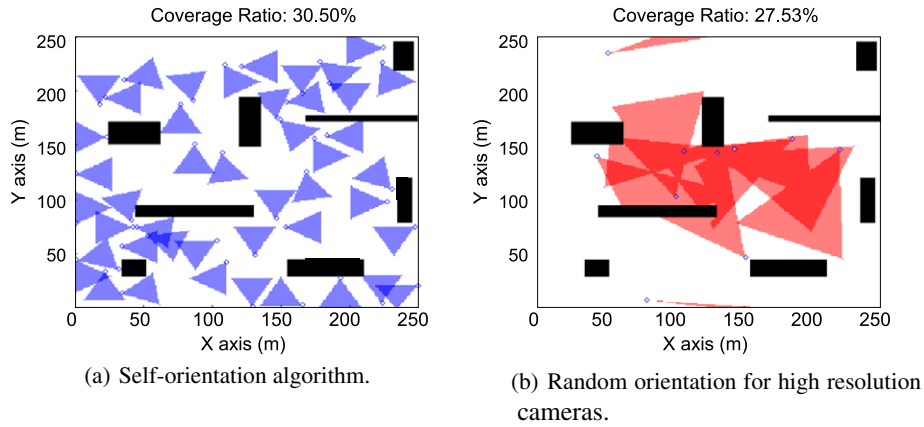 Coverage Ratio: 30.50%
250
200
150
100
50
Y axis (m)
0 50 100 150 200 250
X axis (m)
(a) Self-orientation algorithm.
Coverage Ratio: 27.53%
250
200
150
100
50
Y axis (m)
0 50 100 150 200 250
X axis (m)
(b) Random orientation for high resolution
cameras.